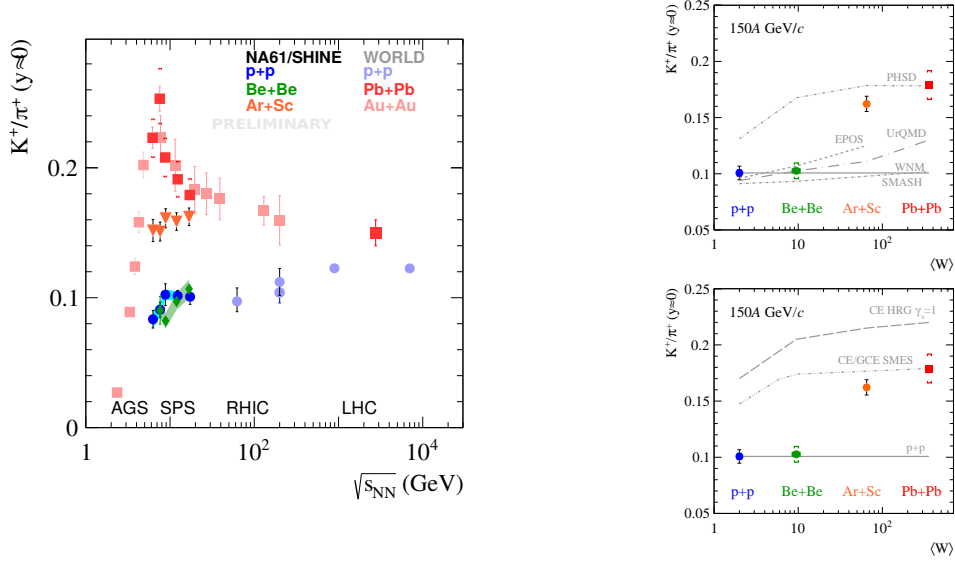 K⁺/π⁺ (y≈0)
NA61/SHINE WORLD
p+p p+p
Be+Be Pb+Pb
Ar+Sc Au+Au
PRELIMINARY
0.2
0.1
0
AGS SPS RHIC LHC
1 10² 10⁴
√s_NN (GeV)
K⁺/π⁺ (y≈0)
150A GeV/c
0.25
0.2
0.15
0.1
0.05
PHSD
EPOS
UrQMD
WNM
SMASH
p+p Be+Be Ar+Sc Pb+Pb
1 10 10²
⟨W⟩
K⁺/π⁺ (y≈0)
150A GeV/c
0.25
0.2
0.15
0.1
0.05
CE HRG γₛ=1
CE/GCE SMES
p+p
p+p Be+Be Ar+Sc Pb+Pb
1 10 10²
⟨W⟩